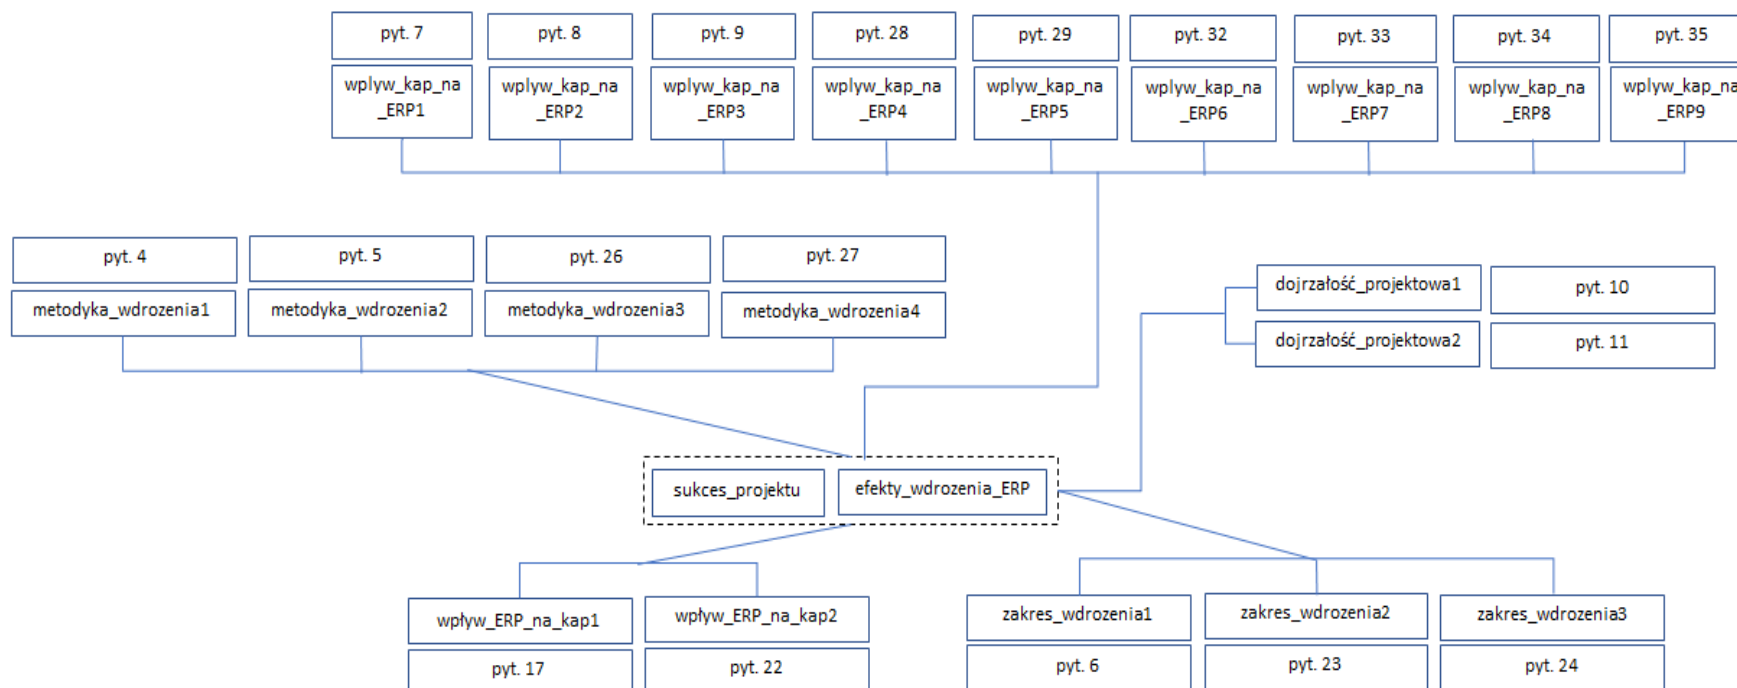 pyt. 7
pyt. 8
pyt. 9
pyt. 28
pyt. 29
pyt. 32
pyt. 33
pyt. 34
pyt. 35
wplyw_kap_na
_ERP1
wplyw_kap_na
_ERP2
wplyw_kap_na
_ERP3
wplyw_kap_na
_ERP4
wplyw_kap_na
_ERP5
wplyw_kap_na
_ERP6
wplyw_kap_na
_ERP7
wplyw_kap_na
_ERP8
wplyw_kap_na
_ERP9
pyt. 4
pyt. 5
pyt. 26
pyt. 27
metodyka_wdrozenia1
metodyka_wdrozenia2
metodyka_wdrozenia3
metodyka_wdrozenia4
dojrzałość_projektowa1
pyt. 10
dojrzałość_projektowa2
pyt. 11
sukces_projektu
efekty_wdrozenia_ERP
wpływ_ERP_na_kap1
wpływ_ERP_na_kap2
zakres_wdrozenia1
zakres_wdrozenia2
zakres_wdrozenia3
pyt. 17
pyt. 22
pyt. 6
pyt. 23
pyt. 24